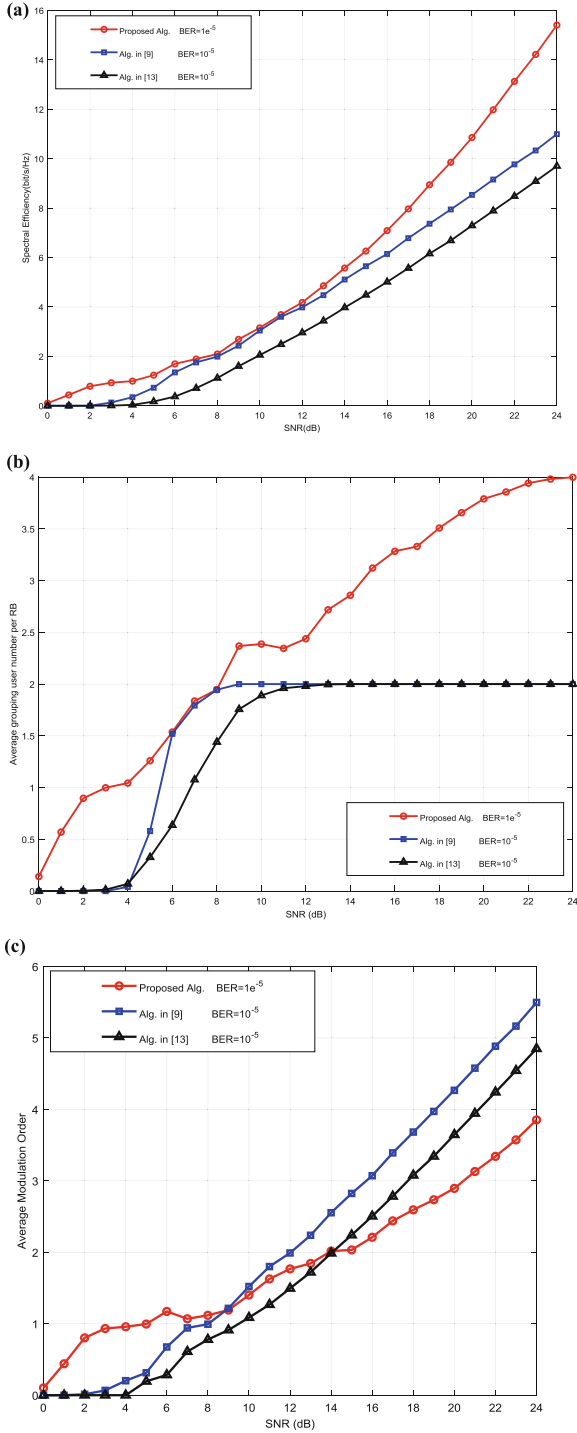 (a)
16
14
12
10
8
6
4
2
0
Spectral Efficiency(bit/s/Hz)
Proposed Alg. BER=1e-5
Alg. in [9] BER=10-5
Alg. in [13] BER=10-5
0 2 4 6 8 10 12 14 16 18 20 22 24
SNR(dB)
(b)
4
3.5
3
2.5
2
1.5
1
0.5
0
Average grouping user number per RB
Proposed Alg. BER=1e-5
Alg. in [9] BER=10-5
Alg. in [13] BER=10-5
0 2 4 6 8 10 12 14 16 18 20 22 24
SNR (dB)
(c)
6
5
4
3
2
1
0
Average Modulation Order
Proposed Alg. BER=1e-5
Alg. in [9] BER=10-5
Alg. in [13] BER=10-5
0 2 4 6 8 10 12 14 16 18 20 22 24
SNR (dB)